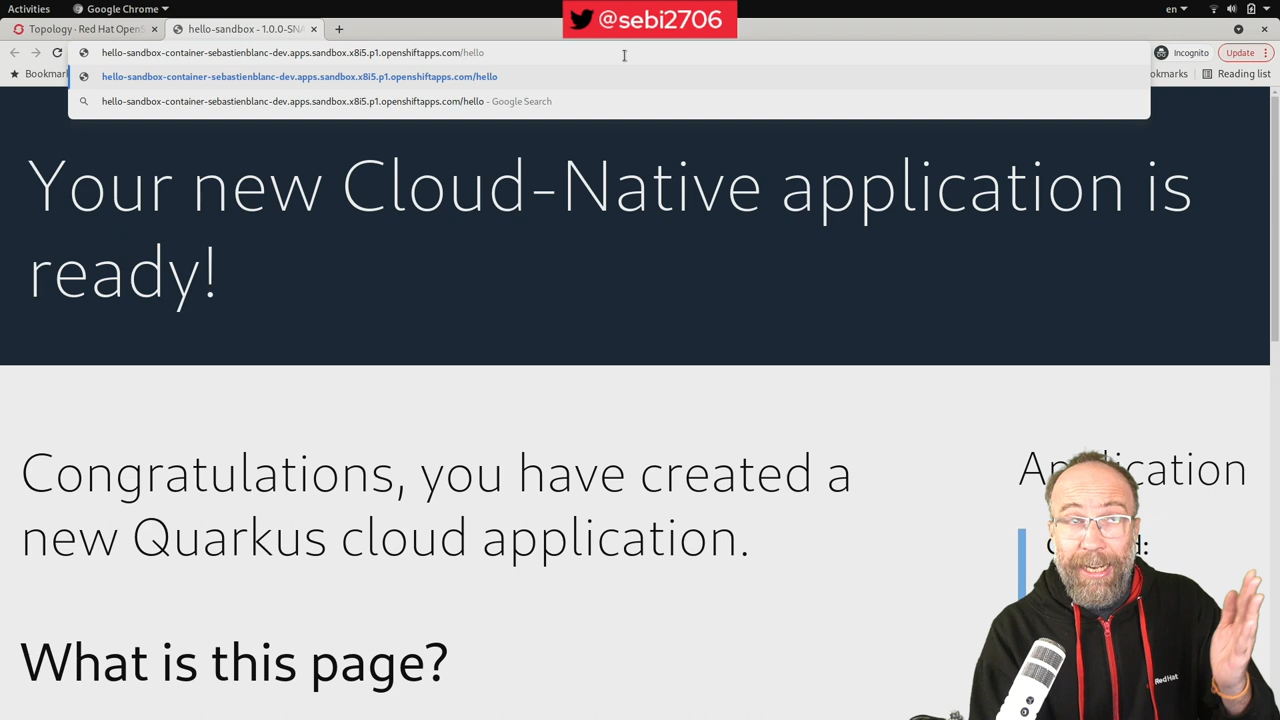 Activities
Google Chrome
@sebi2706
en
Topology · Red Hat OpenS
hello-sandbox - 1.0.0-SNA
hello-sandbox-container-sebastienblanc-dev.apps.sandbox.x8i5.p1.openshiftapps.com/hello
Incognito
Update
Bookmar
hello-sandbox-container-sebastienblanc-dev.apps.sandbox.x8i5.p1.openshiftapps.com/hello
okmarks
Reading list
hello-sandbox-container-sebastienblanc-dev.apps.sandbox.x8i5.p1.openshiftapps.com/hello - Google Search
Your new Cloud-Native application is
ready!
Congratulations, you have created a
new Quarkus cloud application.
Application
What is this page?
Red Hat